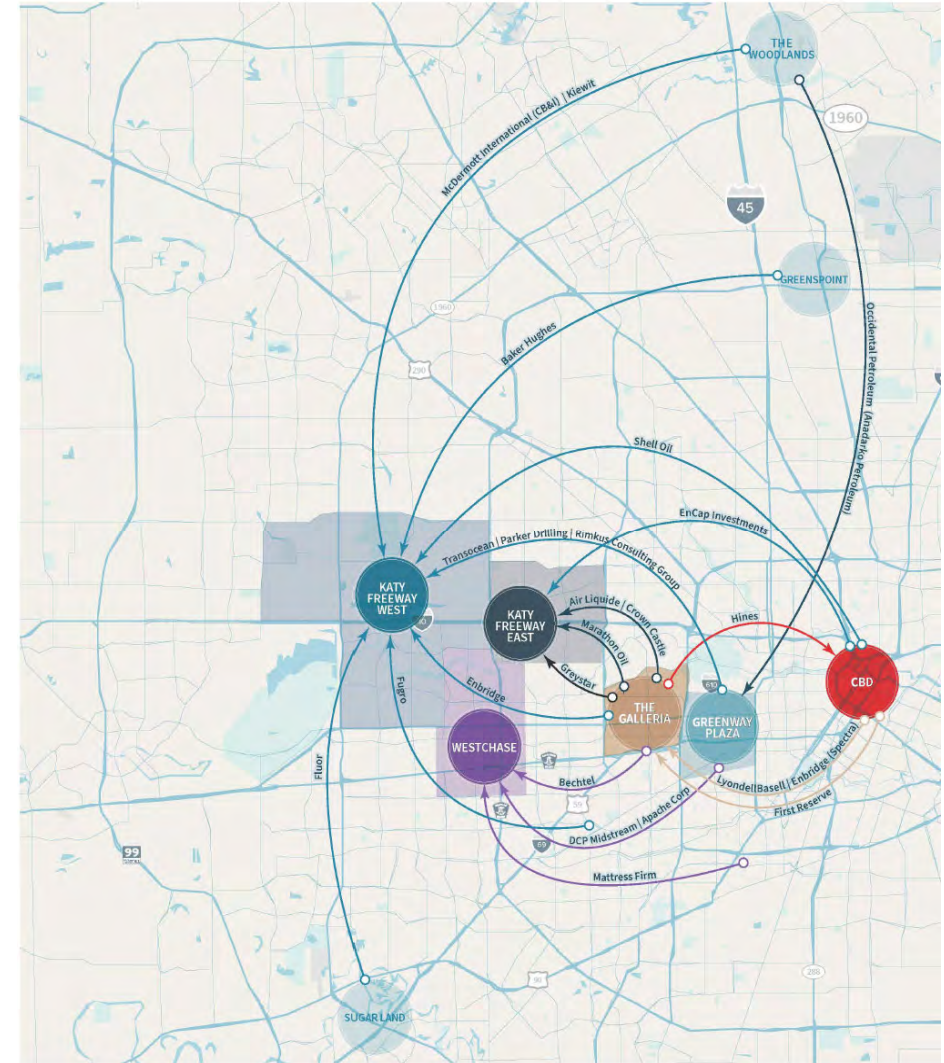 THE
WOODLANDS
1960
McDermott International (CB&I) | Kiewit
45
GREENSPOINT
1960
Baker Hughes
Occidental Petroleum (Anadarko Petroleum)
290
Shell Oil
EnCap Investments
Transocean | Parker Drilling | Rimkus Consulting Group
KATY
FREEWAY
WEST
10
KATY
FREEWAY
EAST
Air Liquide | Crown Castle
Marathon Oil
Greystar
Hines
Enbridge
Fugro
610
CBD
THE
GALLERIA
GREENWAY
PLAZA
WESTCHASE
LyondellBasell | Enbridge (Spectra)
First Reserve
Bechtel
Fluor
59
DCP Midstream | Apache Corp
69
99
Mattress Firm
288
90
SUGAR LAND